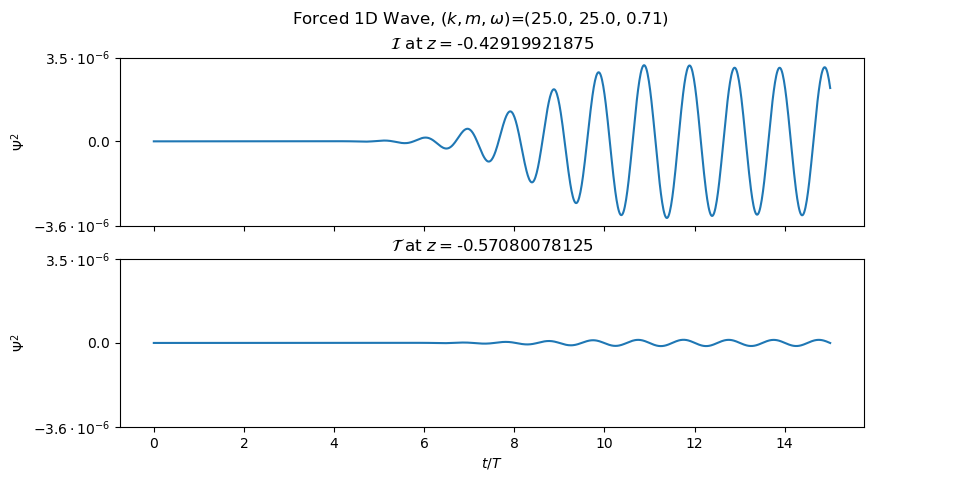 Forced 1D Wave, (k, m, ω)=(25.0, 25.0, 0.71)
𝓘 at z = -0.42919921875
3.5 · 10⁻⁶
0.0
−3.6 · 10⁻⁶
Ψ²
𝓣 at z = -0.57080078125
3.5 · 10⁻⁶
0.0
−3.6 · 10⁻⁶
Ψ²
0 2 4 6 8 10 12 14
t/T